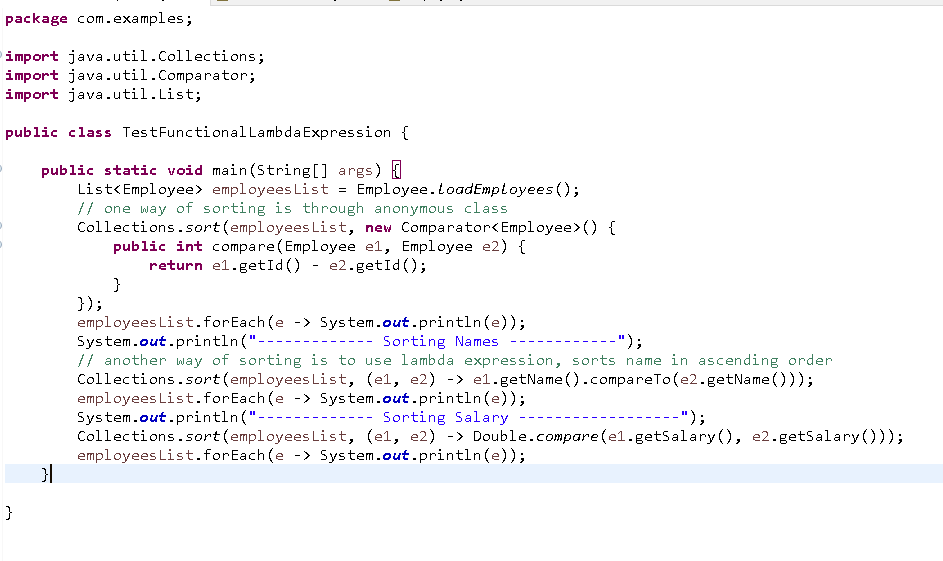 package com.examples;
import java.util.Collections;
import java.util.Comparator;
import java.util.List;
public class TestFunctionalLambdaExpression {
public static void main(String[] args) {
List<Employee> employeesList = Employee.loadEmployees();
// one way of sorting is through anonymous class
Collections.sort(employeesList, new Comparator<Employee>() {
public int compare(Employee e1, Employee e2) {
return e1.getId() - e2.getId();
}
});
employeesList.forEach(e -> System.out.println(e));
System.out.println("------------- Sorting Names ------------");
// another way of sorting is to use lambda expression, sorts name in ascending order
Collections.sort(employeesList, (e1, e2) -> e1.getName().compareTo(e2.getName()));
employeesList.forEach(e -> System.out.println(e));
System.out.println("------------- Sorting Salary ------------------");
Collections.sort(employeesList, (e1, e2) -> Double.compare(e1.getSalary(), e2.getSalary()));
employeesList.forEach(e -> System.out.println(e));
}
}